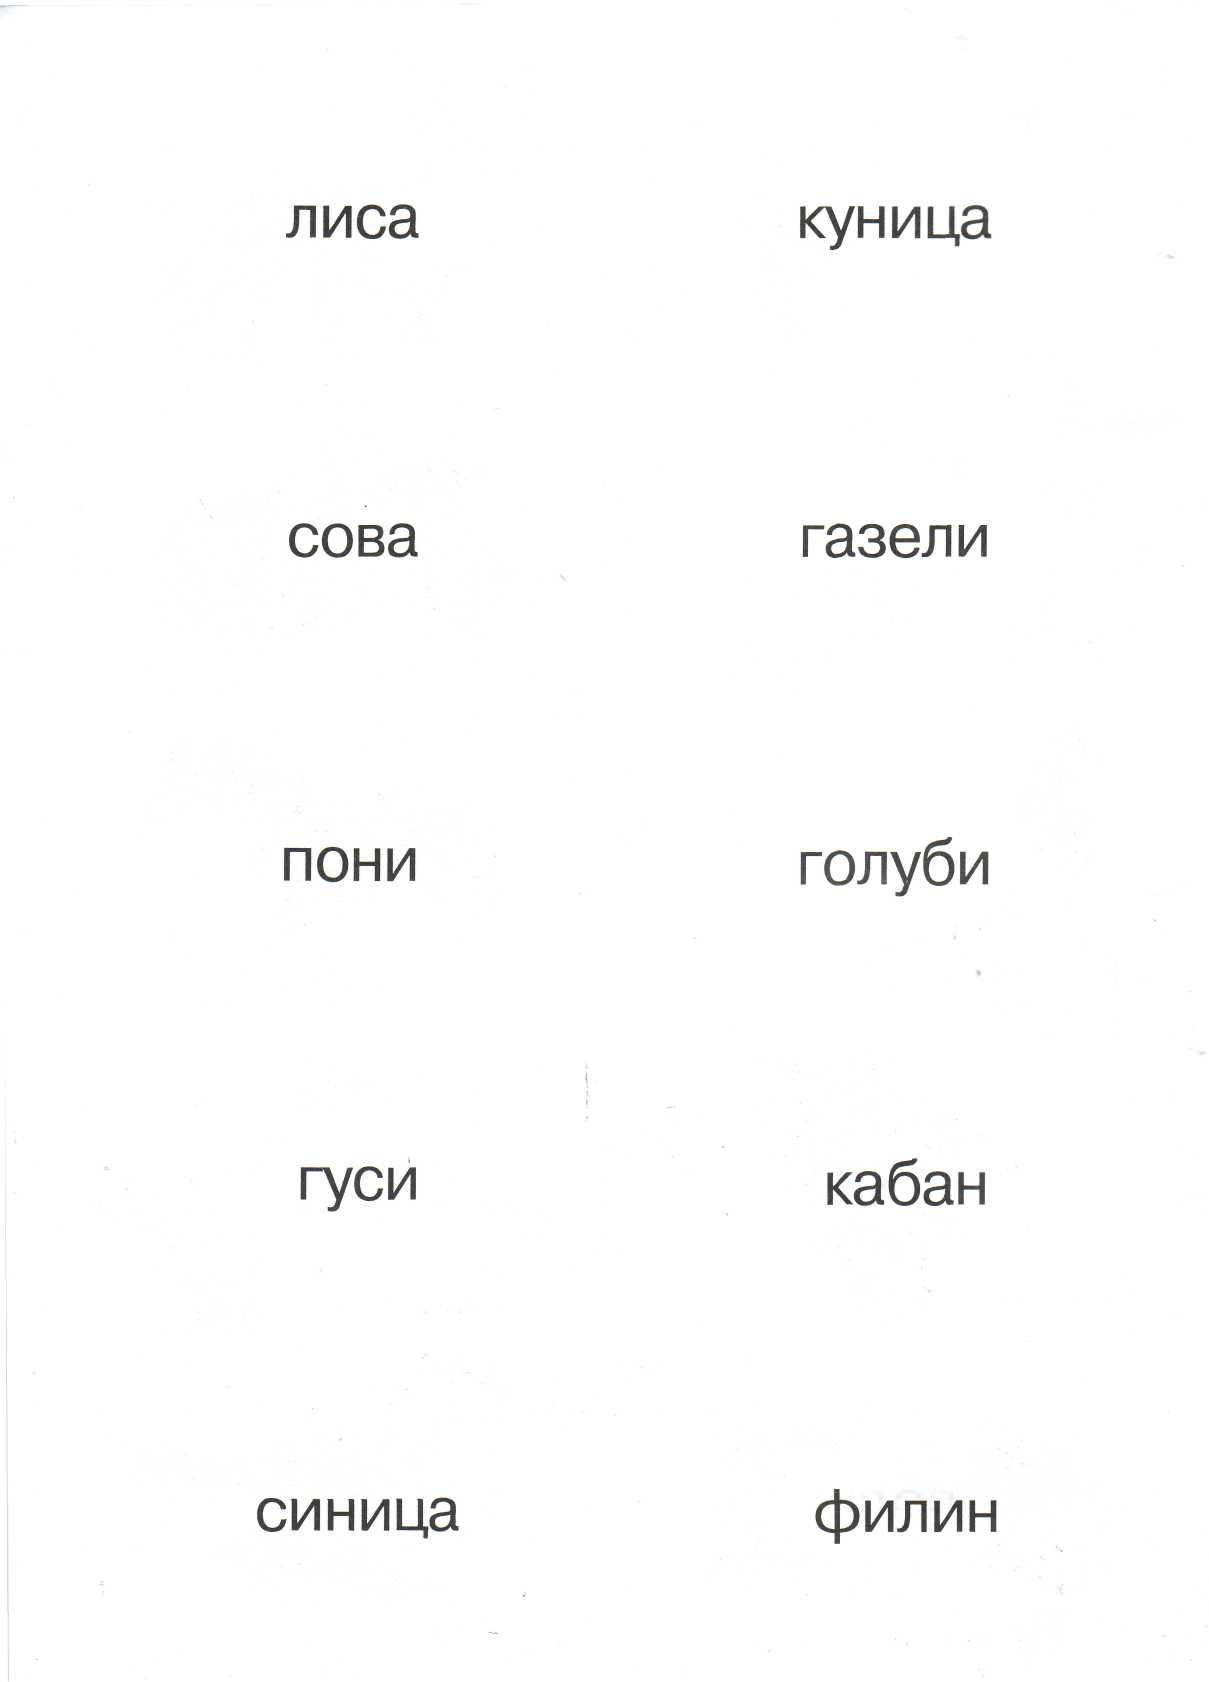 лиса куница
сова газели
пони голуби
гуси кабан
синица филин